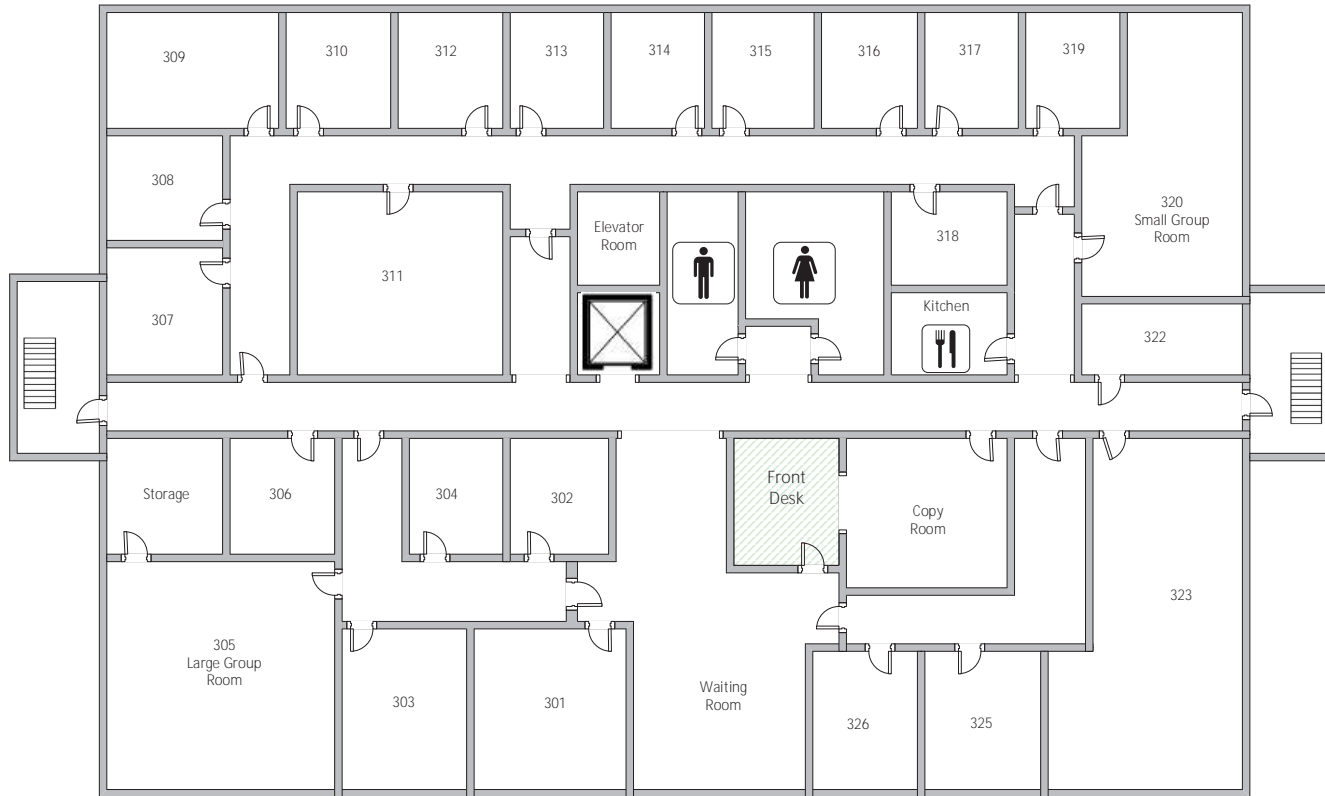 309
310
312
313
314
315
316
317
319
308
320
Small Group
Room
Elevator
Room
318
311
Kitchen
307
322
Storage
306
304
302
Front
Desk
Copy
Room
323
305
Large Group
Room
303
301
Waiting
Room
326
325